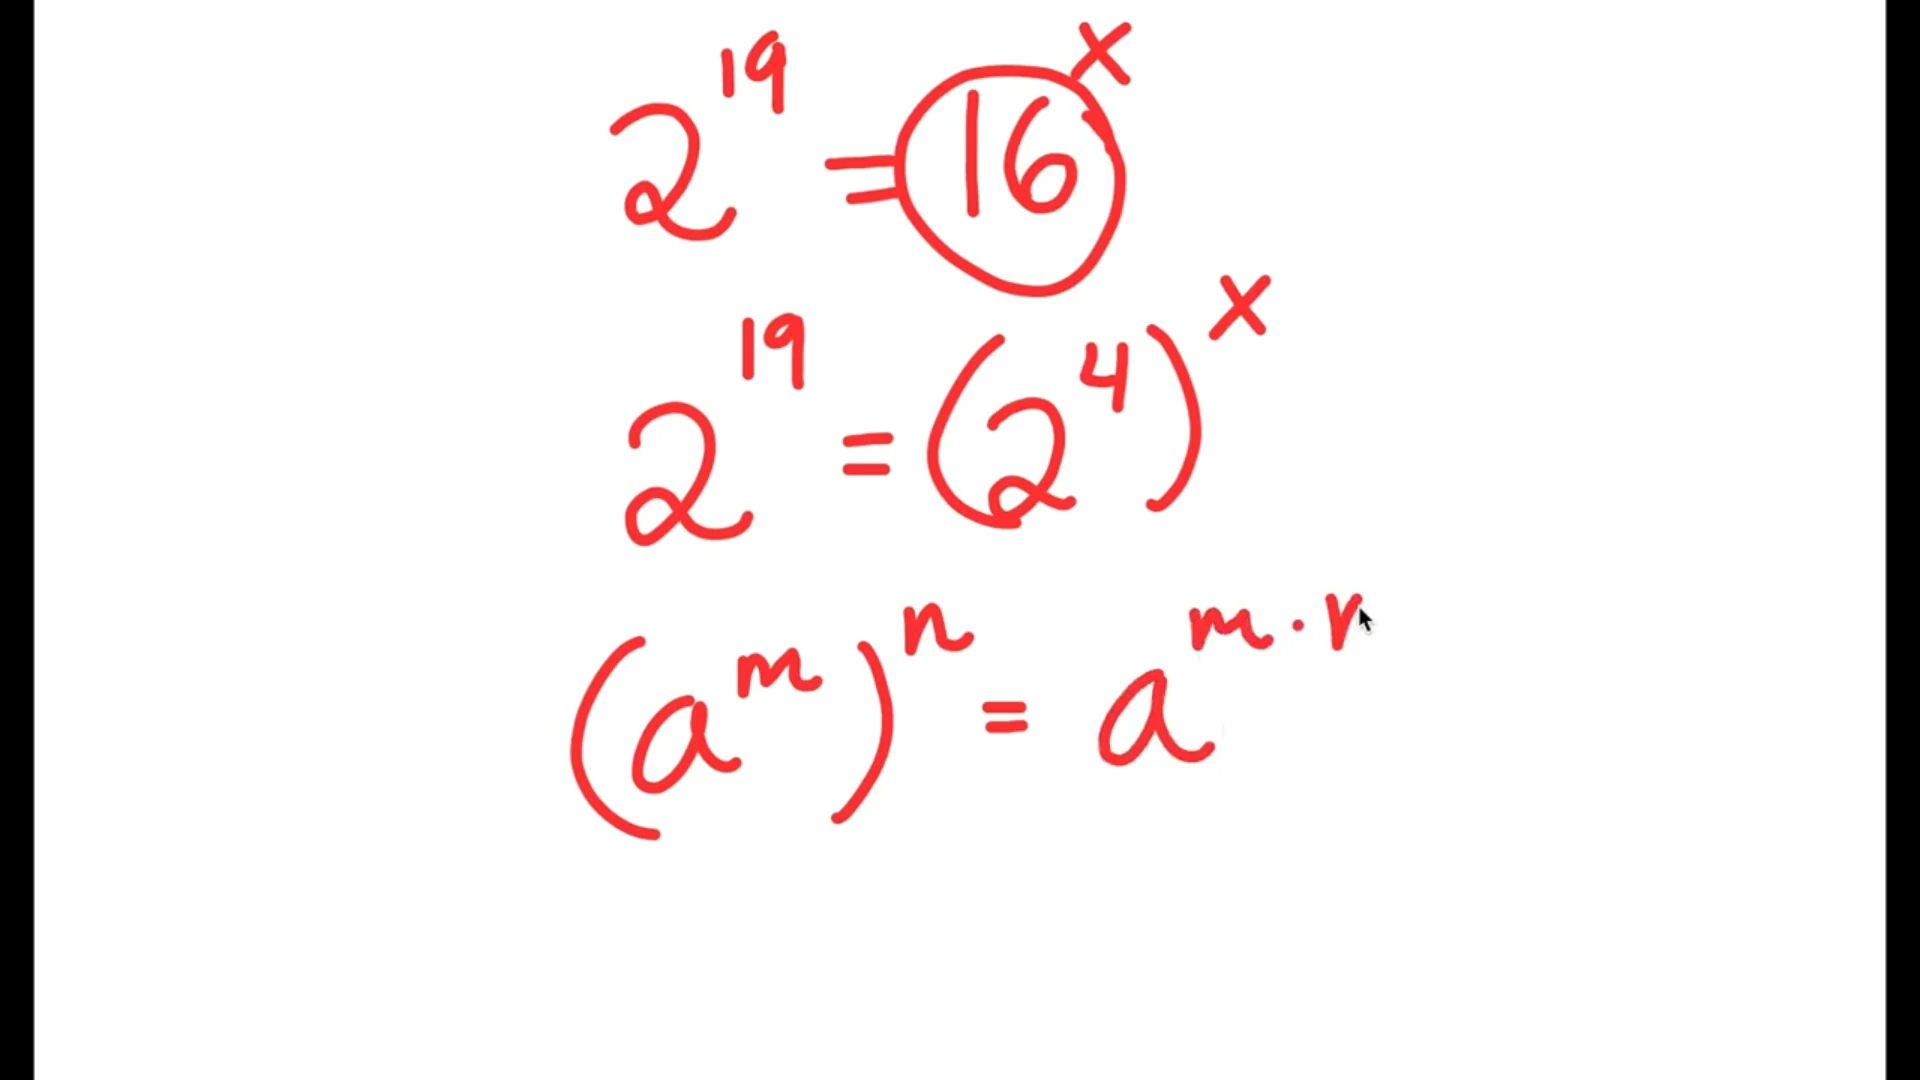 2^19 = 16^x
2^19 = (2^4)^x
(a^m)^n = a^m·